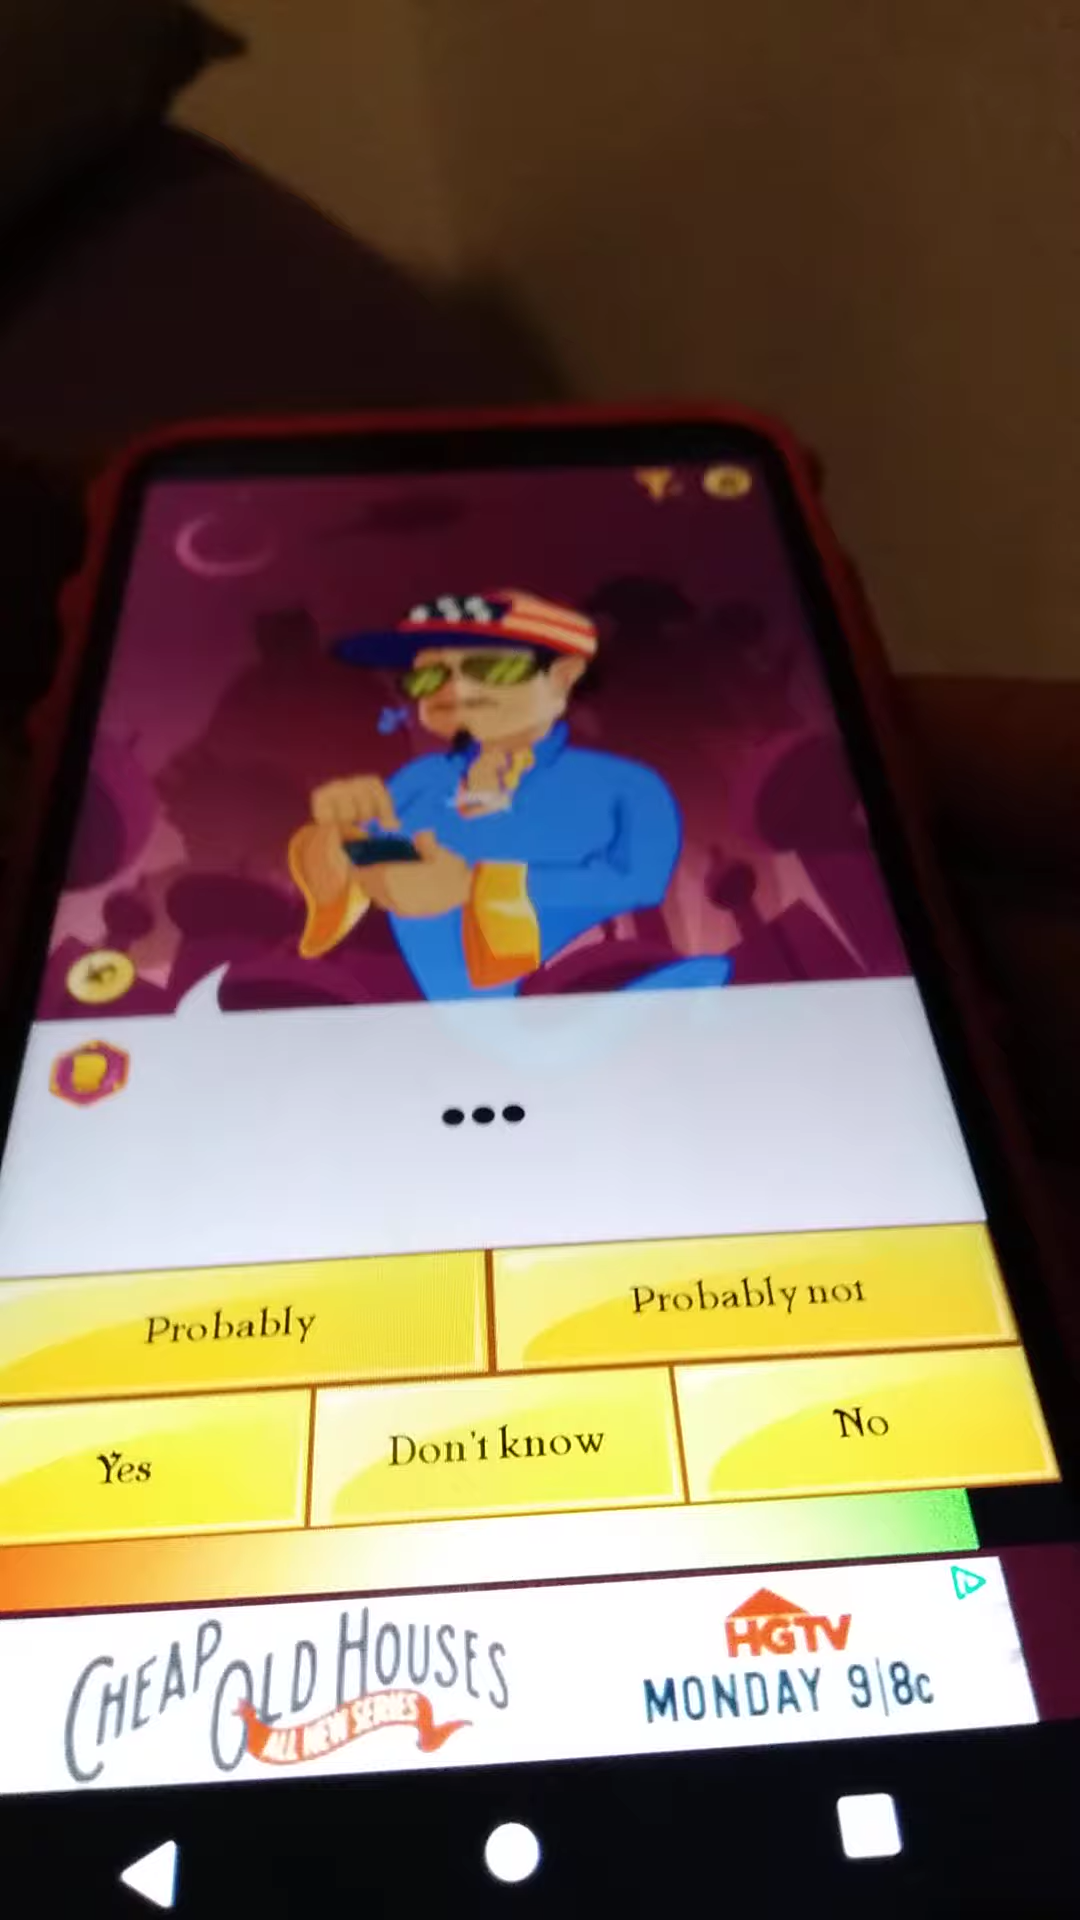 •••
Probably
Probably not
Yes
Don't know
No
CHEAP OLD HOUSES
ALL NEW SERIES
HGTV
MONDAY 9|8c